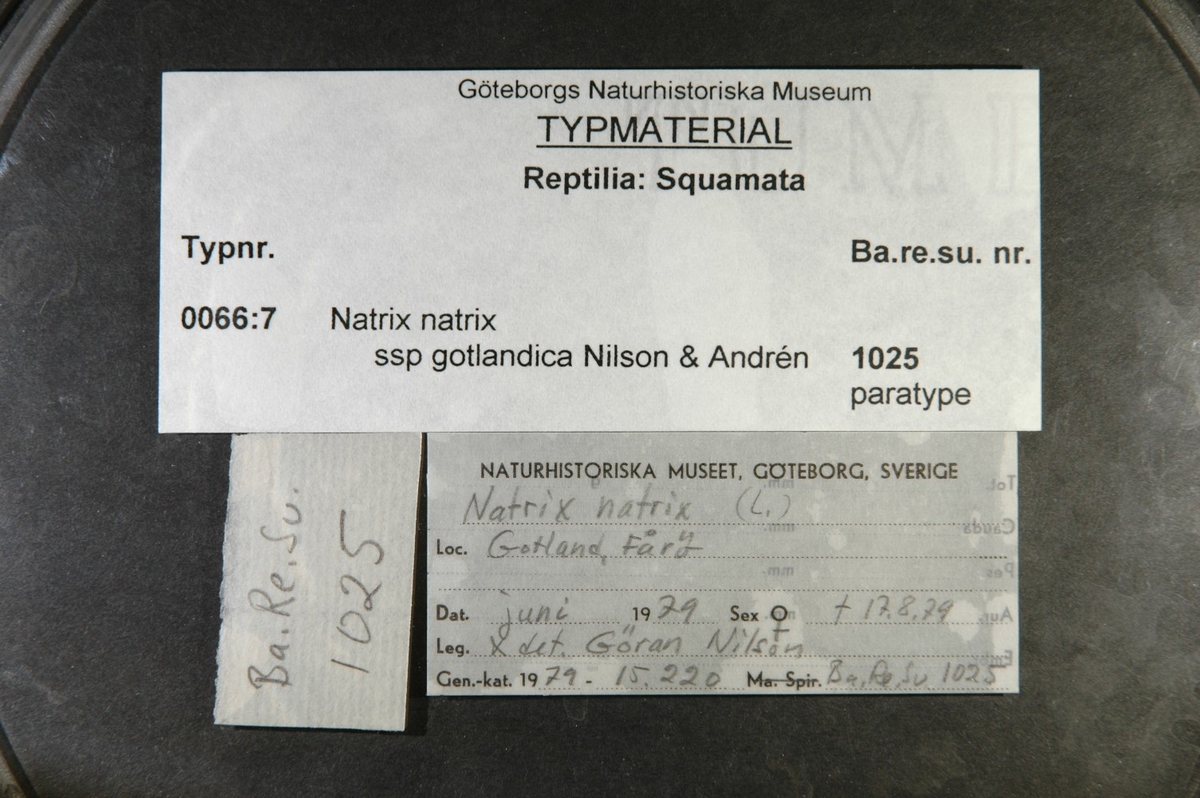 Göteborgs Naturhistoriska Museum
TYPMATERIAL
Reptilia: Squamata
Typnr. Ba.re.su. nr.
0066:7 Natrix natrix
ssp gotlandica Nilson & Andrén 1025
paratype
Ba.Re.Su.
1025
NATURHISTORISKA MUSEET, GÖTEBORG, SVERIGE
Natrix natrix (L.)
Loc. Gotland,
Dat. juni 1979 Sex ♀ † 17.8.79
Leg. & det. Göran Nilson
Gen.-kat. 1979 - 15.220 Ma. Spir. Ba.Re.Su 1025